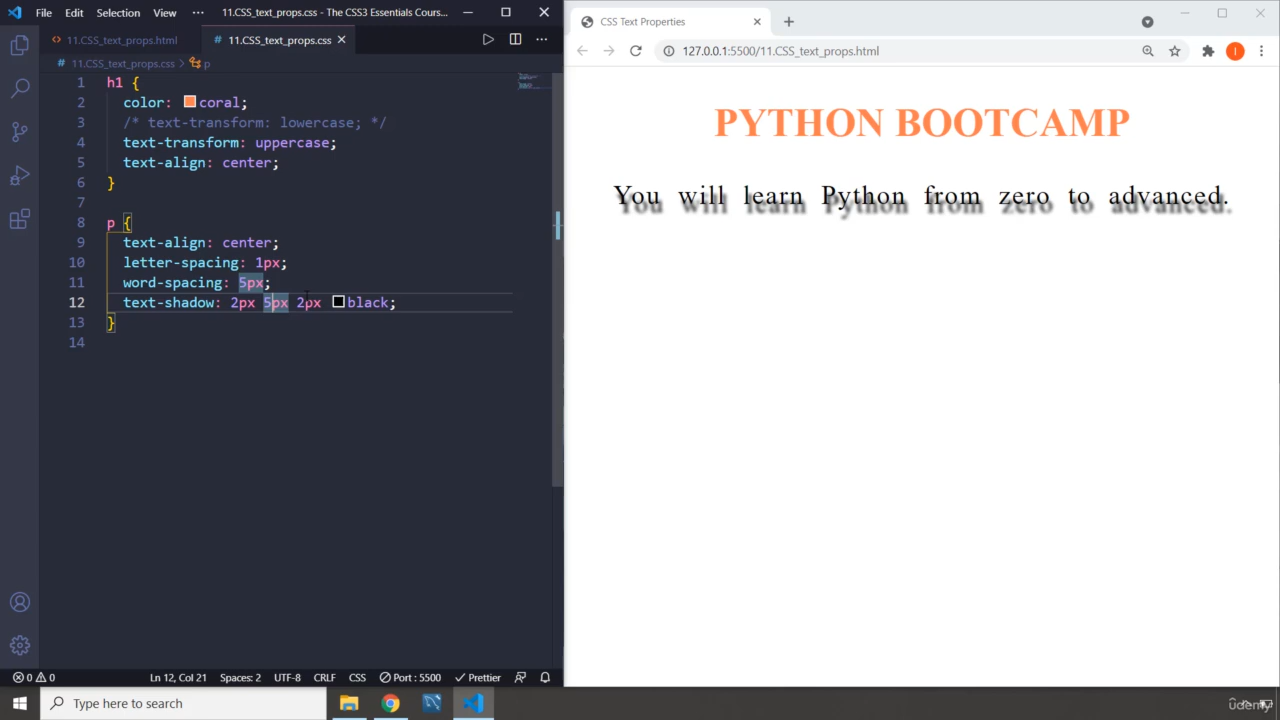 File Edit Selection View ··· 11.CSS_text_props.css - The CSS3 Essentials Cours...
11.CSS_text_props.html # 11.CSS_text_props.css
# 11.CSS_text_props.css > p
1 h1 {
2 color: coral;
3 /* text-transform: lowercase; */
4 text-transform: uppercase;
5 text-align: center;
6 }
7
8 p {
9 text-align: center;
10 letter-spacing: 1px;
11 word-spacing: 5px;
12 text-shadow: 2px 5px 2px black;
13 }
14
0 0 Ln 12, Col 21 Spaces: 2 UTF-8 CRLF CSS Port : 5500 Prettier
CSS Text Properties
127.0.0.1:5500/11.CSS_text_props.html
I
PYTHON BOOTCAMP
You will learn Python from zero to advanced.
Type here to search
udemy